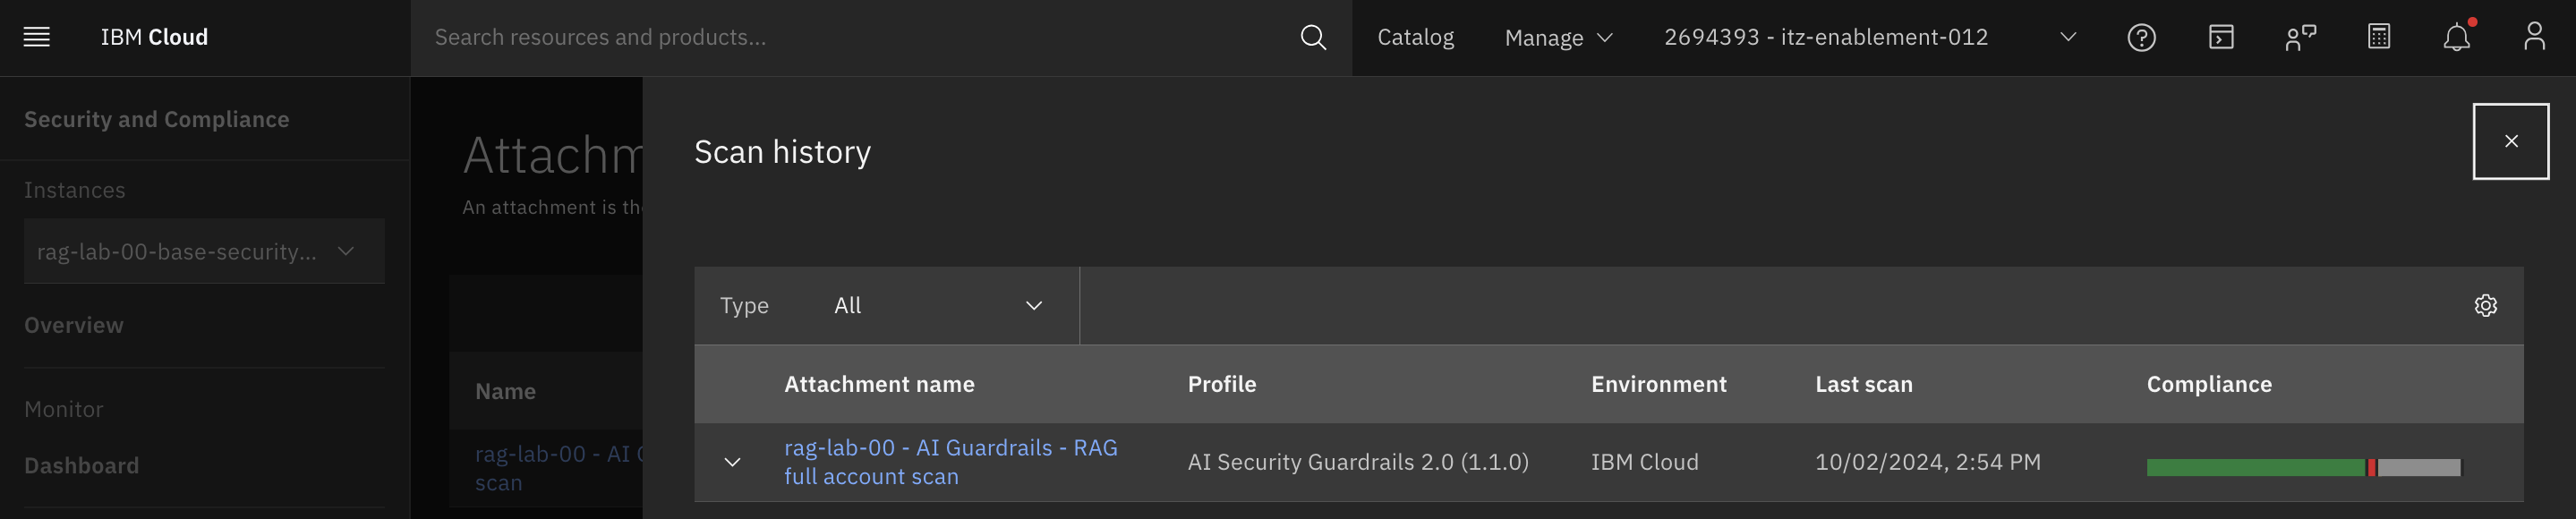 IBM Cloud
Search resources and products...
Catalog
Manage
2694393 - itz-enablement-012
Security and Compliance
Instances
rag-lab-00-base-security...
Overview
Monitor
Dashboard
Attachm
An attachment is th
Name
rag-lab-00 - AI G
scan
Scan history
Type
All
Attachment name
Profile
Environment
Last scan
Compliance
rag-lab-00 - AI Guardrails - RAG
full account scan
AI Security Guardrails 2.0 (1.1.0)
IBM Cloud
10/02/2024, 2:54 PM